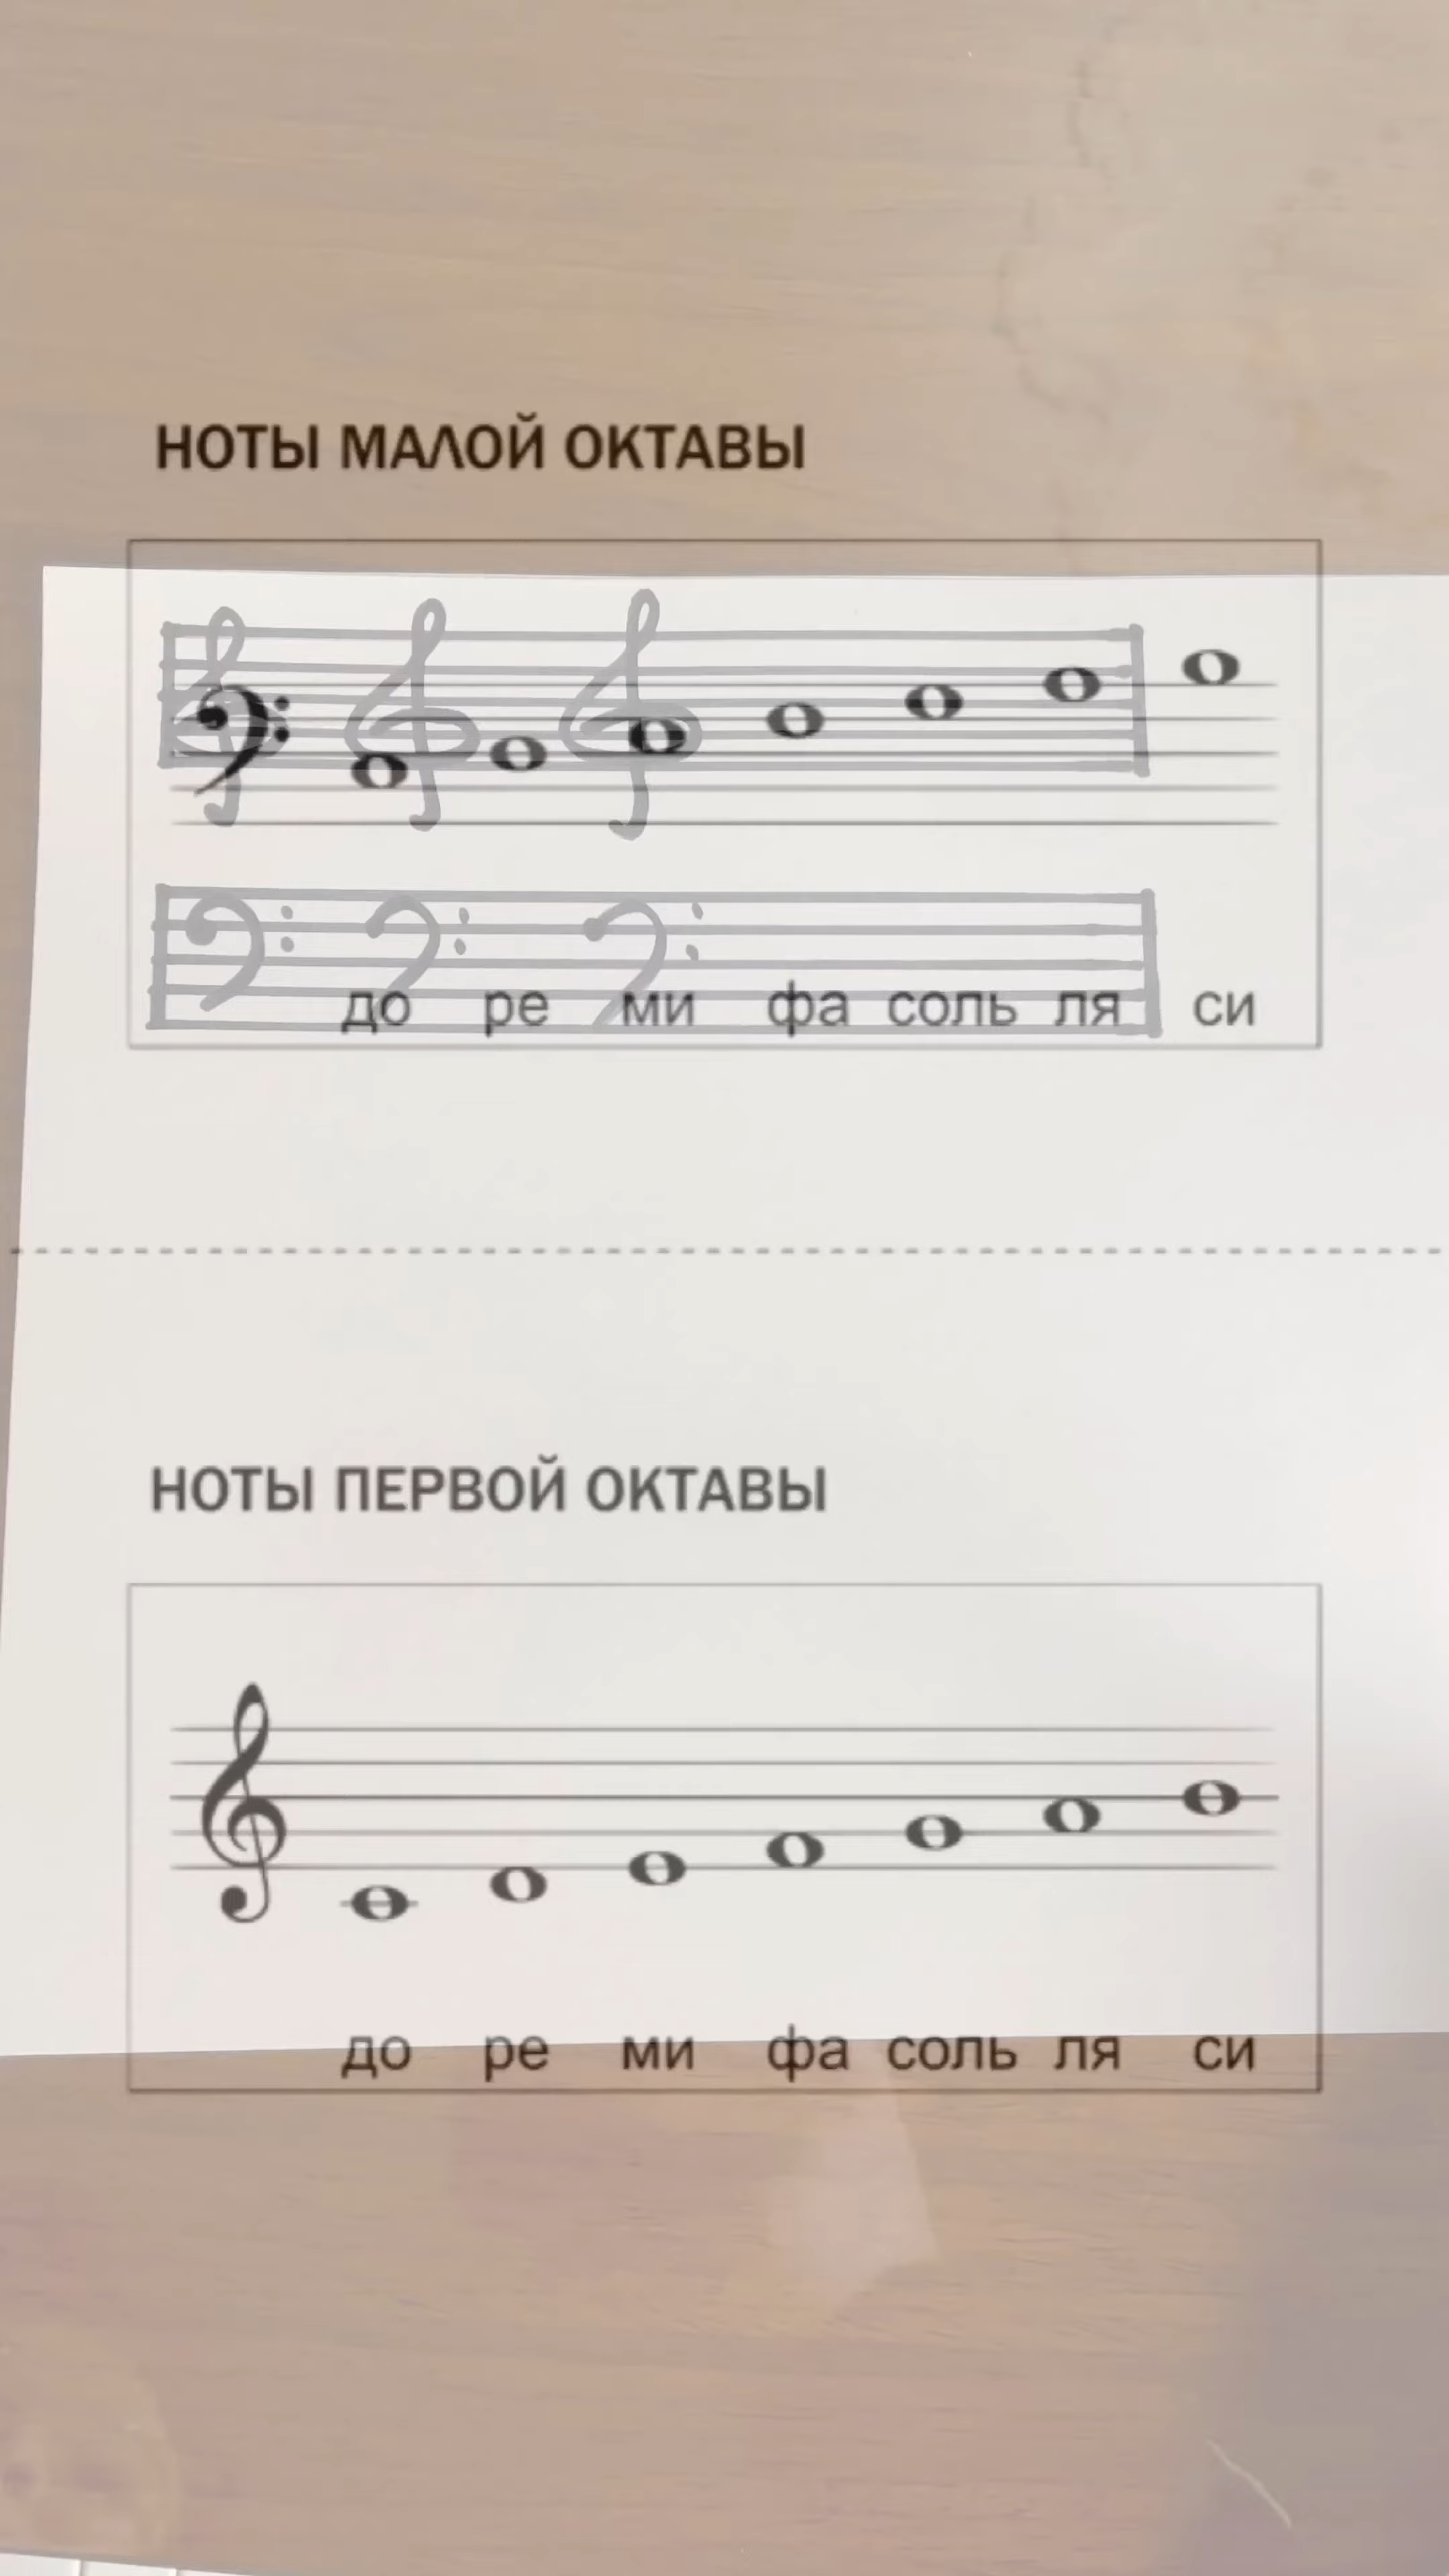 НОТЫ МАЛОЙ ОКТАВЫ
до ре ми фа соль ля си
НОТЫ ПЕРВОЙ ОКТАВЫ
до ре ми фа соль ля си